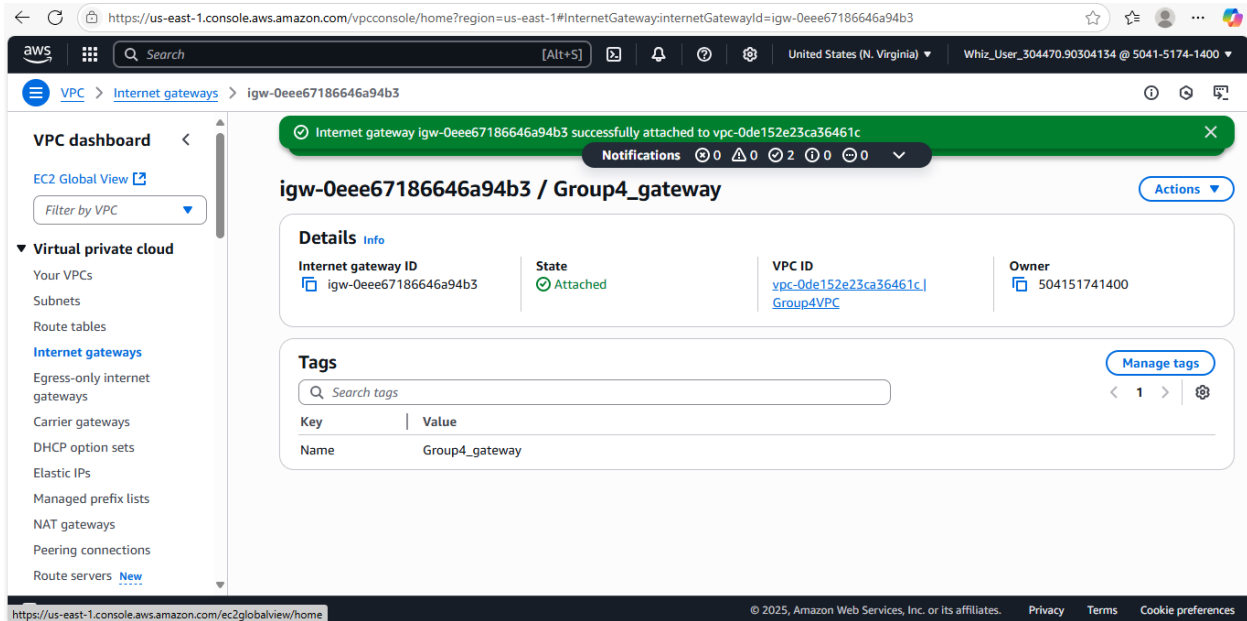 https://us-east-1.console.aws.amazon.com/vpcconsole/home?region=us-east-1#InternetGateway:internetGatewayId=igw-0eee67186646a94b3
aws Search [Alt+S] United States (N. Virginia) ▼ Whiz_User_304470.90304134 @ 5041-5174-1400 ▼
VPC > Internet gateways > igw-0eee67186646a94b3
VPC dashboard
EC2 Global View
Filter by VPC
Virtual private cloud
Your VPCs
Subnets
Route tables
Internet gateways
Egress-only internet
gateways
Carrier gateways
DHCP option sets
Elastic IPs
Managed prefix lists
NAT gateways
Peering connections
Route servers New
Internet gateway igw-0eee67186646a94b3 successfully attached to vpc-0de152e23ca36461c
Notifications 0 0 2 0 0
igw-0eee67186646a94b3 / Group4_gateway
Actions
Details Info
Internet gateway ID
igw-0eee67186646a94b3
State
Attached
VPC ID
vpc-0de152e23ca36461c |
Group4VPC
Owner
504151741400
Tags
Manage tags
Search tags
1
Key Value
Name Group4_gateway
https://us-east-1.console.aws.amazon.com/ec2globalview/home
© 2025, Amazon Web Services, Inc. or its affiliates. Privacy Terms Cookie preferences